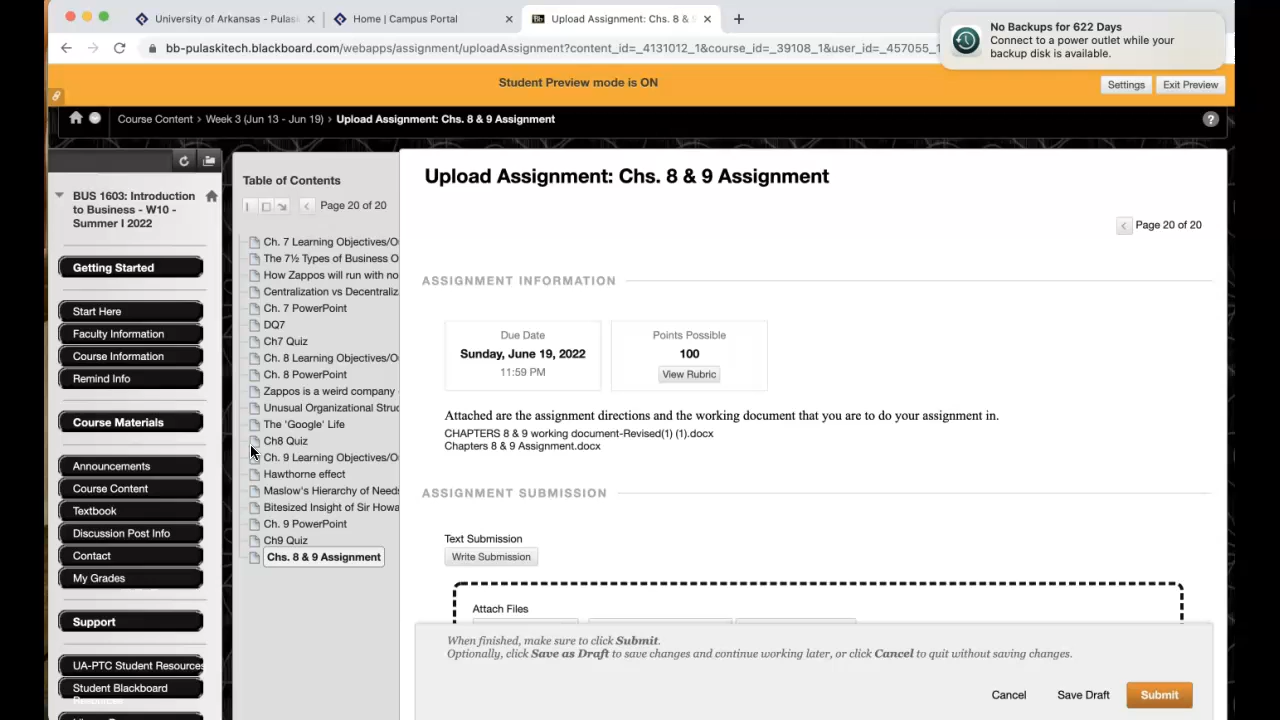 University of Arkansas - Pulask
Home | Campus Portal
Bb
Upload Assignment: Chs. 8 & 9
No Backups for 622 Days
Connect to a power outlet while your
backup disk is available.
bb-pulaskitech.blackboard.com/webapps/assignment/uploadAssignment?content_id=_4131012_1&course_id=_39108_1&user_id=_457055_1
Student Preview mode is ON
Settings
Exit Preview
Course Content > Week 3 (Jun 13 - Jun 19) > Upload Assignment: Chs. 8 & 9 Assignment
?
BUS 1603: Introduction
to Business - W10 -
Summer I 2022
Getting Started
Start Here
Faculty Information
Course Information
Remind Info
Course Materials
Announcements
Course Content
Textbook
Discussion Post Info
Contact
My Grades
Support
UA-PTC Student Resources
Student Blackboard
Resources
Table of Contents
Page 20 of 20
Ch. 7 Learning Objectives/O
The 7½ Types of Business O
How Zappos will run with no
Centralization vs Decentraliz
Ch. 7 PowerPoint
DQ7
Ch7 Quiz
Ch. 8 Learning Objectives/O
Ch. 8 PowerPoint
Zappos is a weird company
Unusual Organizational Struc
The 'Google' Life
Ch8 Quiz
Ch. 9 Learning Objectives/O
Hawthorne effect
Maslow's Hierarchy of Needs
Bitesized Insight of Sir Howa
Ch. 9 PowerPoint
Ch9 Quiz
Chs. 8 & 9 Assignment
Upload Assignment: Chs. 8 & 9 Assignment
Page 20 of 20
ASSIGNMENT INFORMATION
Due Date
Sunday, June 19, 2022
11:59 PM
Points Possible
100
View Rubric
Attached are the assignment directions and the working document that you are to do your assignment in.
CHAPTERS 8 & 9 working document-Revised(1) (1).docx
Chapters 8 & 9 Assignment.docx
ASSIGNMENT SUBMISSION
Text Submission
Write Submission
Attach Files
When finished, make sure to click Submit.
Optionally, click Save as Draft to save changes and continue working later, or click Cancel to quit without saving changes.
Cancel
Save Draft
Submit